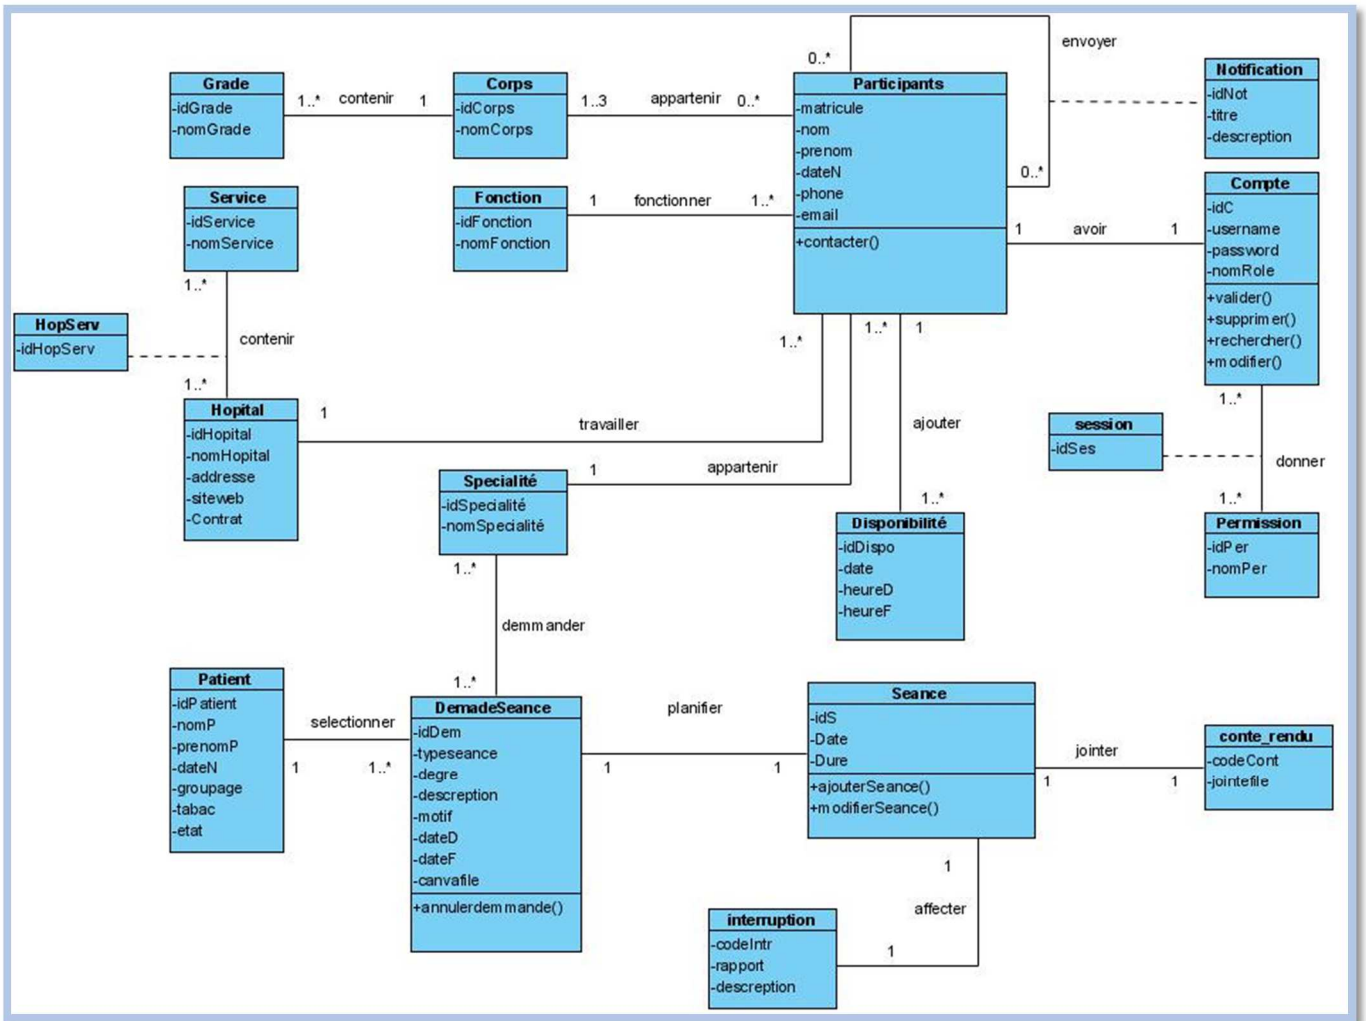 envoyer
0..*
Grade
-idGrade
-nomGrade
1..* contenir 1
Corps
-idCorps
-nomCorps
1..3 appartenir 0..*
Participants
-matricule
-nom
-prenom
-dateN
-phone
-email
+contacter()
0..*
Notification
-idNot
-titre
-descreption
Service
-idService
-nomService
Fonction
-idFonction
-nomFonction
1 fonctionner 1..*
1 avoir 1
Compte
-idC
-username
-password
-nomRole
+valider()
+supprimer()
+rechercher()
+modifier()
1..*
HopServ
-idHopServ
contenir
1..*
Hopital
-idHopital
-nomHopital
-addresse
-siteweb
-Contrat
1
travailler
1..*
1..*
1
ajouter
1..*
1
appartenir
Specialité
-idSpecialité
-nomSpecialité
Disponibilité
-idDispo
-date
-heureD
-heureF
1..*
session
-idSes
donner
1..*
Permission
-idPer
-nomPer
1..*
demmander
1..*
Patient
-idPatient
-nomP
-prenomP
-dateN
-groupage
-tabac
-etat
selectionner
1 1..*
DemadeSeance
-idDem
-typeseance
-degre
-descreption
-motif
-dateD
-dateF
-canvafile
+annulerdemmande()
planifier
1 1
Seance
-idS
-Date
-Dure
+ajouterSeance()
+modifierSeance()
jointer
1 1
conte_rendu
-codeCont
-jointefile
1
affecter
1
interruption
-codeIntr
-rapport
-descreption